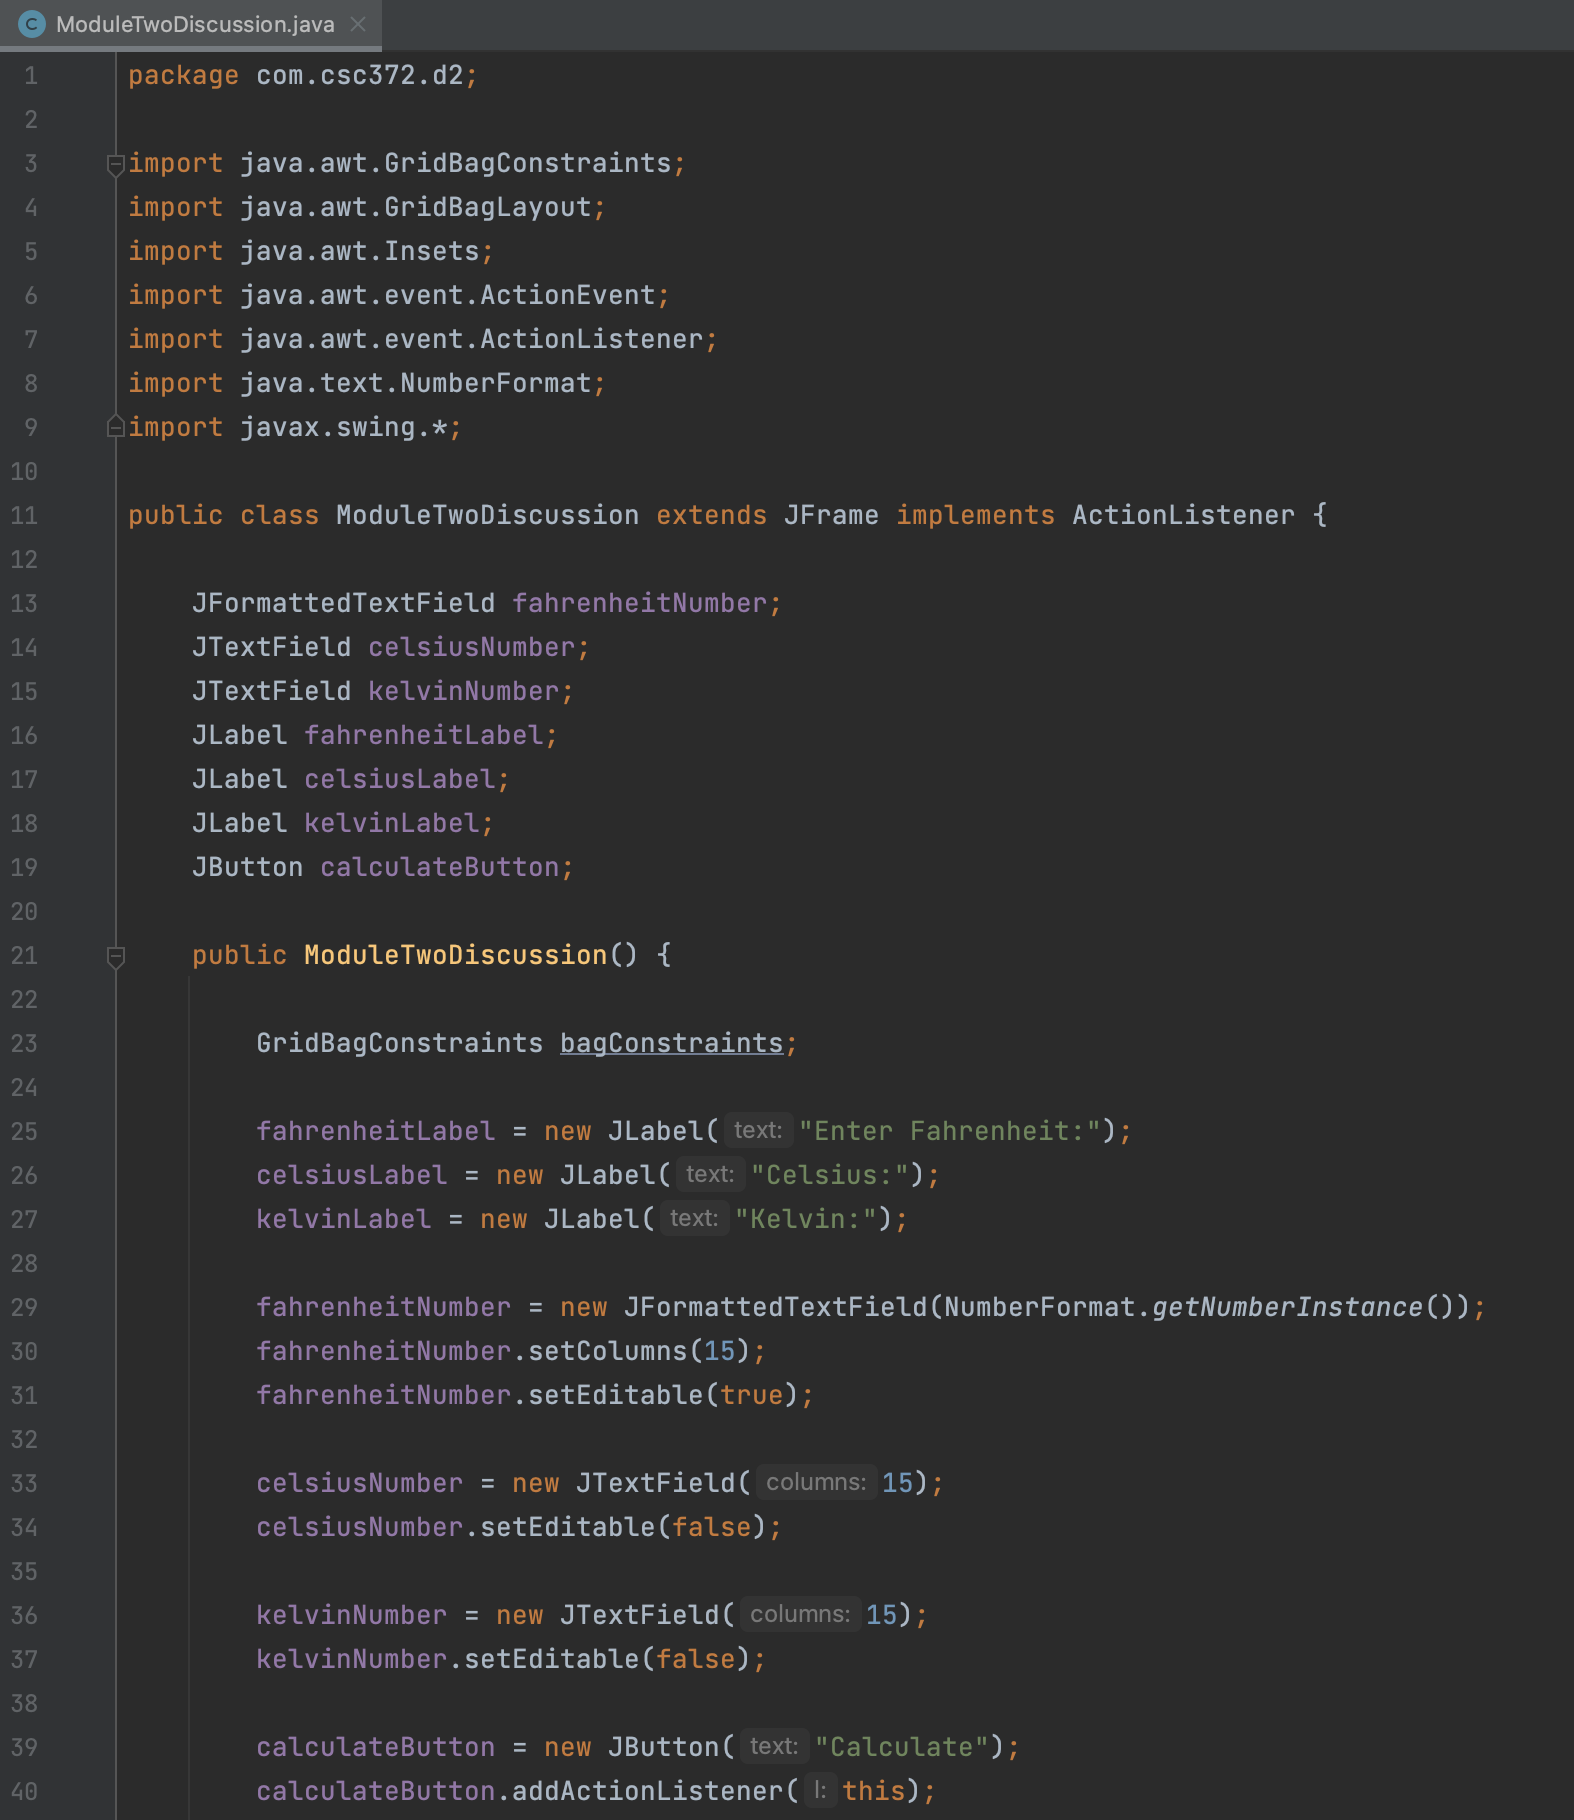 ModuleTwoDiscussion.java
1 package com.csc372.d2;
2
3 import java.awt.GridBagConstraints;
4 import java.awt.GridBagLayout;
5 import java.awt.Insets;
6 import java.awt.event.ActionEvent;
7 import java.awt.event.ActionListener;
8 import java.text.NumberFormat;
9 import javax.swing.*;
10
11 public class ModuleTwoDiscussion extends JFrame implements ActionListener {
12
13 JFormattedTextField fahrenheitNumber;
14 JTextField celsiusNumber;
15 JTextField kelvinNumber;
16 JLabel fahrenheitLabel;
17 JLabel celsiusLabel;
18 JLabel kelvinLabel;
19 JButton calculateButton;
20
21 public ModuleTwoDiscussion() {
22
23 GridBagConstraints bagConstraints;
24
25 fahrenheitLabel = new JLabel( text: "Enter Fahrenheit:");
26 celsiusLabel = new JLabel( text: "Celsius:");
27 kelvinLabel = new JLabel( text: "Kelvin:");
28
29 fahrenheitNumber = new JFormattedTextField(NumberFormat.getNumberInstance());
30 fahrenheitNumber.setColumns(15);
31 fahrenheitNumber.setEditable(true);
32
33 celsiusNumber = new JTextField( columns: 15);
34 celsiusNumber.setEditable(false);
35
36 kelvinNumber = new JTextField( columns: 15);
37 kelvinNumber.setEditable(false);
38
39 calculateButton = new JButton( text: "Calculate");
40 calculateButton.addActionListener( l: this);